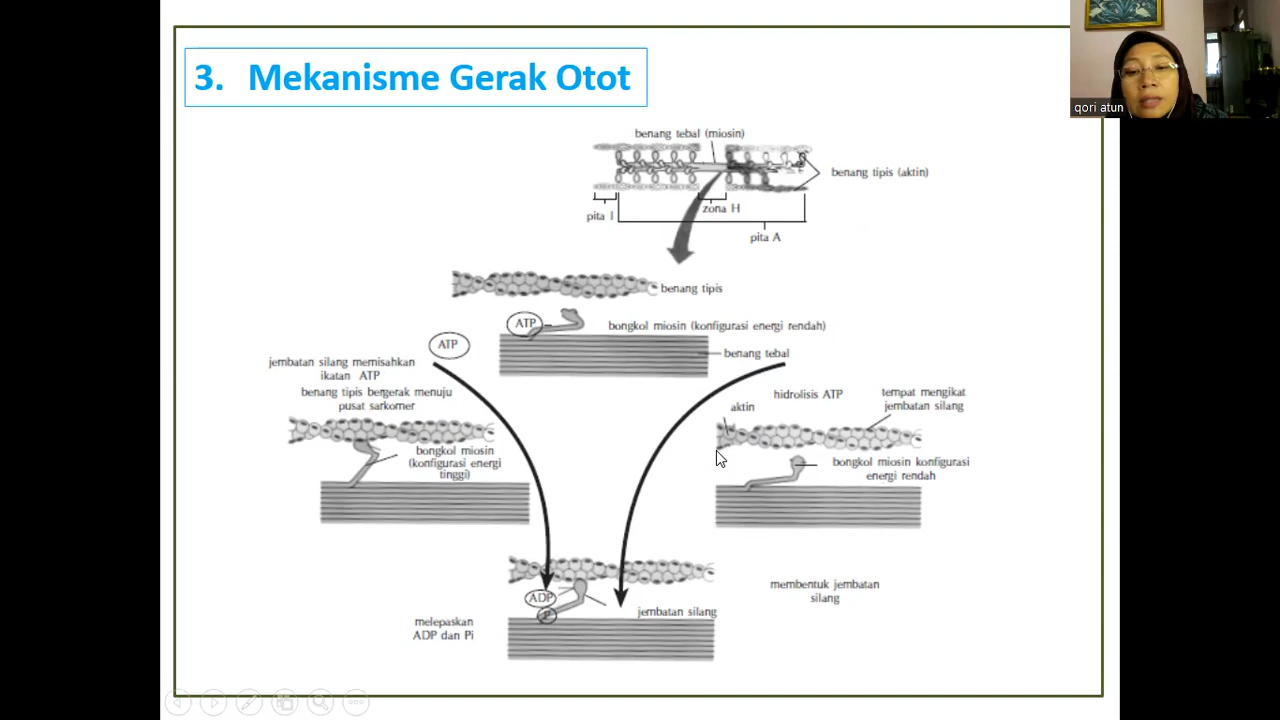 3. Mekanisme Gerak Otot
qori atun
benang tebal (miosin)
benang tipis (aktin)
pita I
zona H
pita A
benang tipis
ATP
bongkol miosin (konfigurasi energi rendah)
benang tebal
ATP
jembatan silang memisahkan
ikatan ATP
benang tipis bergerak menuju
pusat sarkomer
bongkol miosin
(konfigurasi energi
tinggi)
hidrolisis ATP
aktin
tempat mengikat
jembatan silang
bongkol miosin konfigurasi
energi rendah
ADP
P
jembatan silang
membentuk jembatan
silang
melepaskan
ADP dan Pi